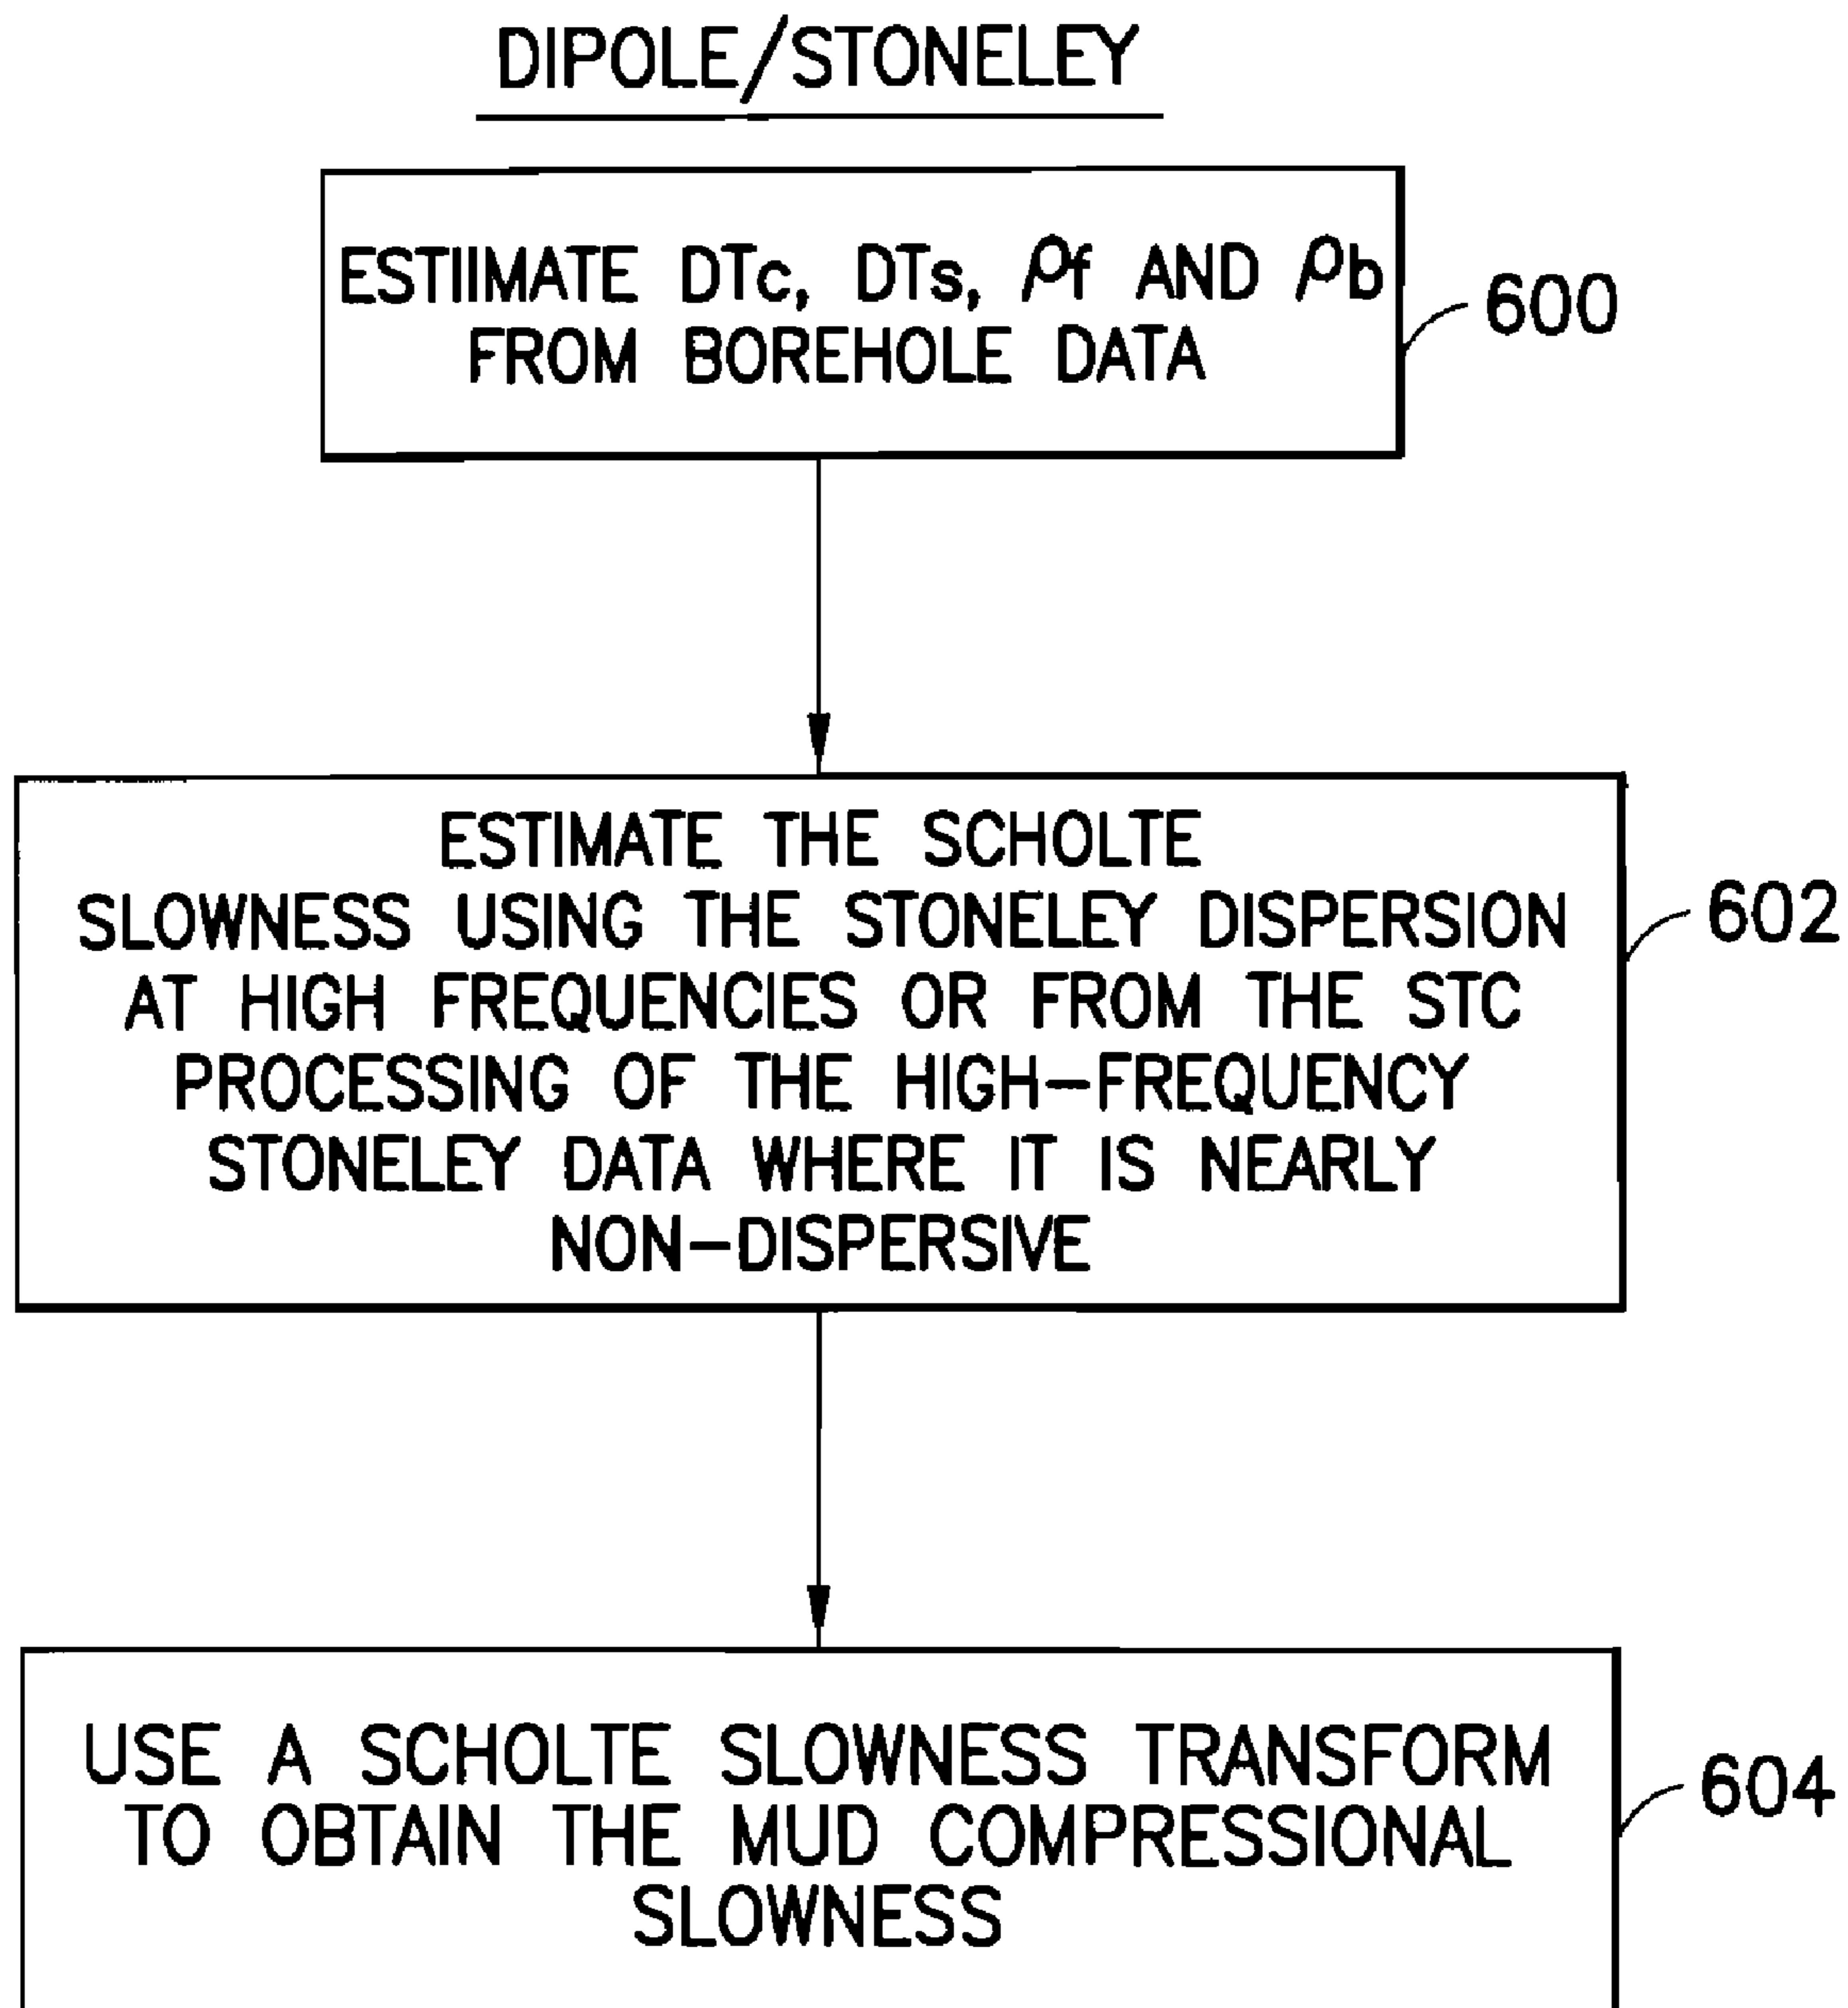 DIPOLE/STONELEY
ESTIIMATE DTc, DTs, ρf AND ρb
FROM BOREHOLE DATA
600
ESTIMATE THE SCHOLTE
SLOWNESS USING THE STONELEY DISPERSION
AT HIGH FREQUENCIES OR FROM THE STC
PROCESSING OF THE HIGH-FREQUENCY
STONELEY DATA WHERE IT IS NEARLY
NON-DISPERSIVE
602
USE A SCHOLTE SLOWNESS TRANSFORM
TO OBTAIN THE MUD COMPRESSIONAL
SLOWNESS
604